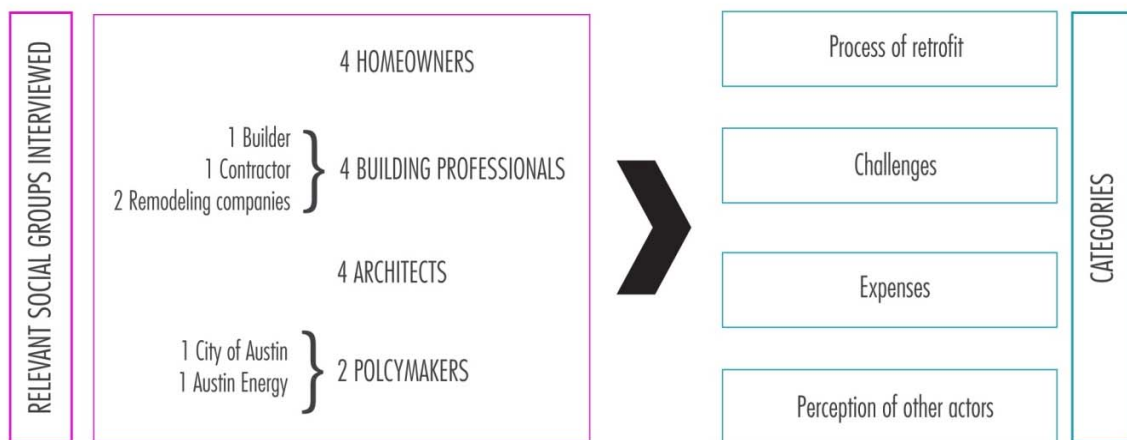 RELEVANT SOCIAL GROUPS INTERVIEWED
4 HOMEOWNERS
1 Builder
1 Contractor
2 Remodeling companies
4 BUILDING PROFESSIONALS
4 ARCHITECTS
1 City of Austin
1 Austin Energy
2 POLCYMAKERS
Process of retrofit
Challenges
Expenses
Perception of other actors
CATEGORIES